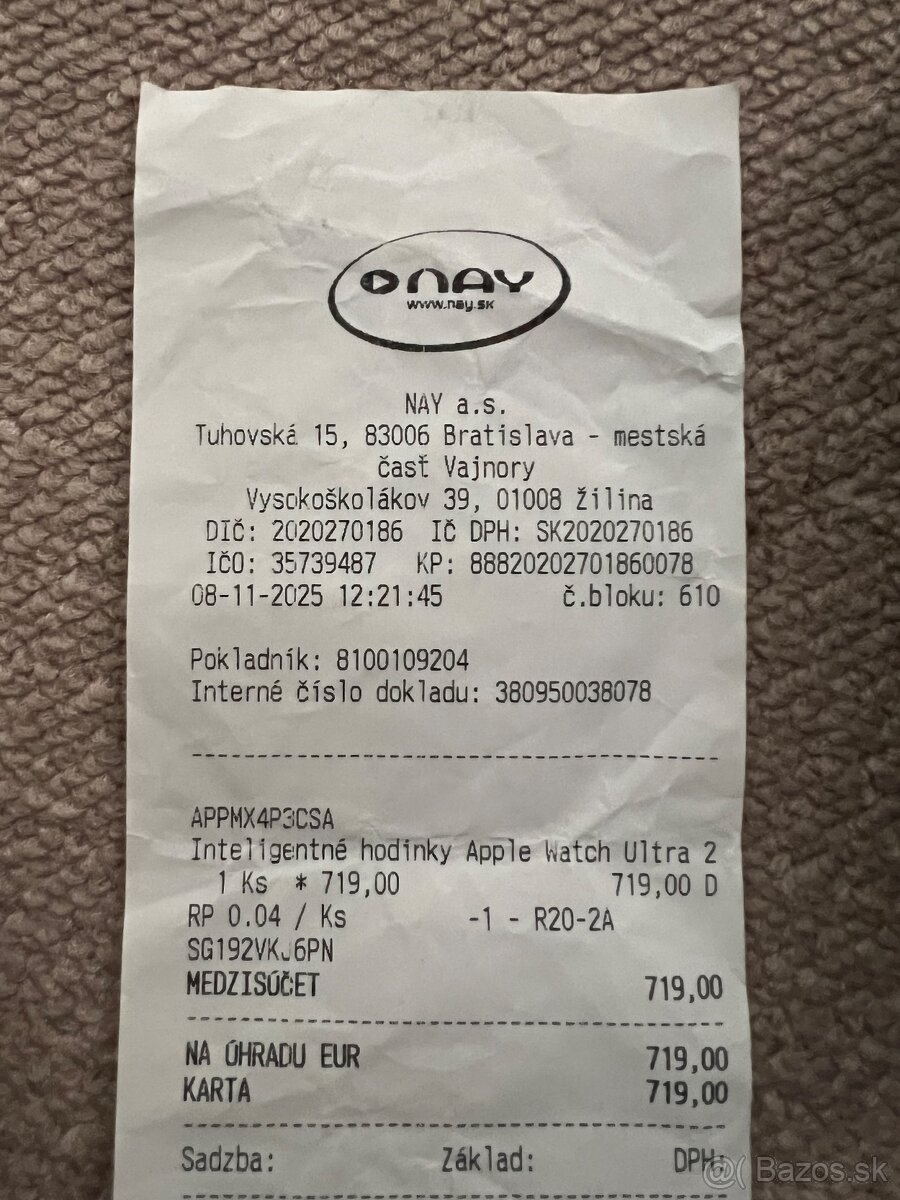 NAY
www.nay.sk
NAY a.s.
Tuhovská 15, 83006 Bratislava - mestská
časť Vajnory
Vysokoškolákov 39, 01008 Žilina
DIČ: 2020270186 IČ DPH: SK2020270186
IČO: 35739487 KP: 88820202701860078
08-11-2025 12:21:45 č.bloku: 610
Pokladník: 8100109204
Interné číslo dokladu: 380950038078
APPMX4P3CSA
Inteligentné hodinky Apple Watch Ultra 2
1 Ks * 719,00 719,00 D
RP 0.04 / Ks -1 - R20-2A
SG192VKJ6PN
MEDZISÚČET 719,00
NA ÚHRADU EUR 719,00
KARTA 719,00
Sadzba: Základ: DPH:
Bazos.sk